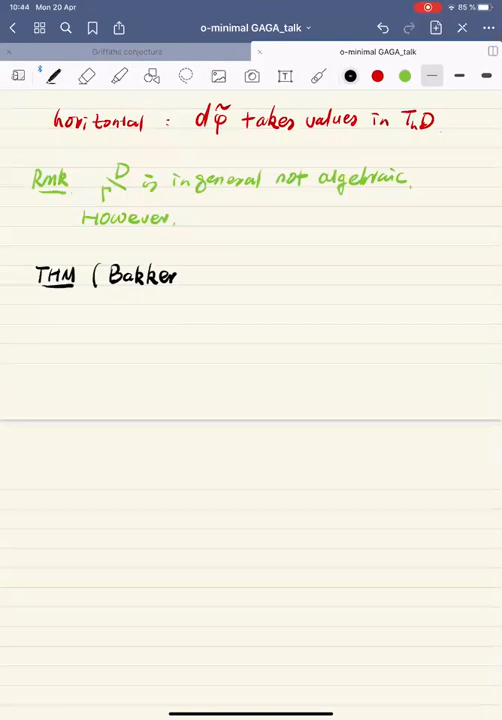 10:44 Mon 20 Apr
85 %
o-minimal GAGA_talk
Griffiths conjecture
o-minimal GAGA_talk
horizontal : dφ̃ takes values in T_hD
Rmk Γ\D is in general not algebraic.
However,
THM (Bakker